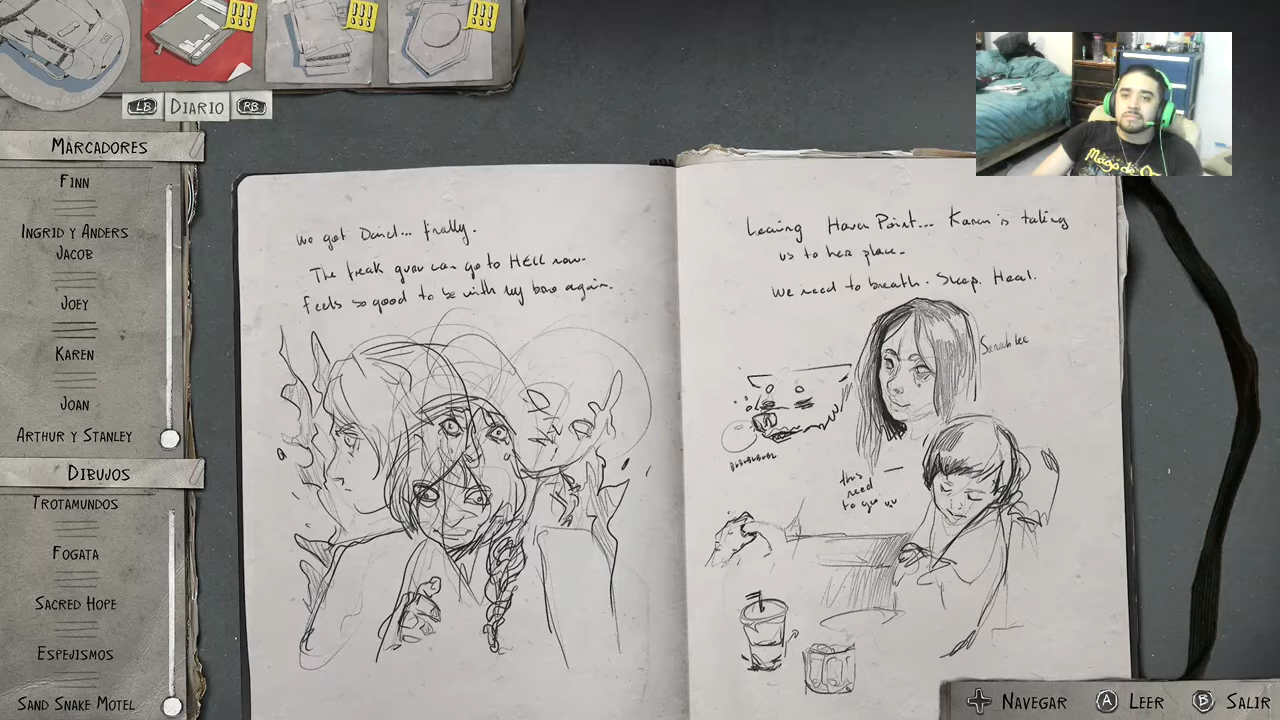 !!!
!!!
!!!
LB DIARIO RB
MARCADORES
FINN
INGRID Y ANDERS
JACOB
JOEY
KAREN
JOAN
ARTHUR Y STANLEY
DIBUJOS
TROTAMUNDOS
FOGATA
SACRED HOPE
ESPEJISMOS
SAND SNAKE MOTEL
we got Daniel... finally.
The freak guru can go to HELL now.
Feels so good to be with my bro again.
Leaving Haven Point... Karen is taking
us to her place.
We need to breath. Sleep. Heal.
Sarah Lee
this
need
to
Mago de Oz
NAVEGAR A LEER B SALIR